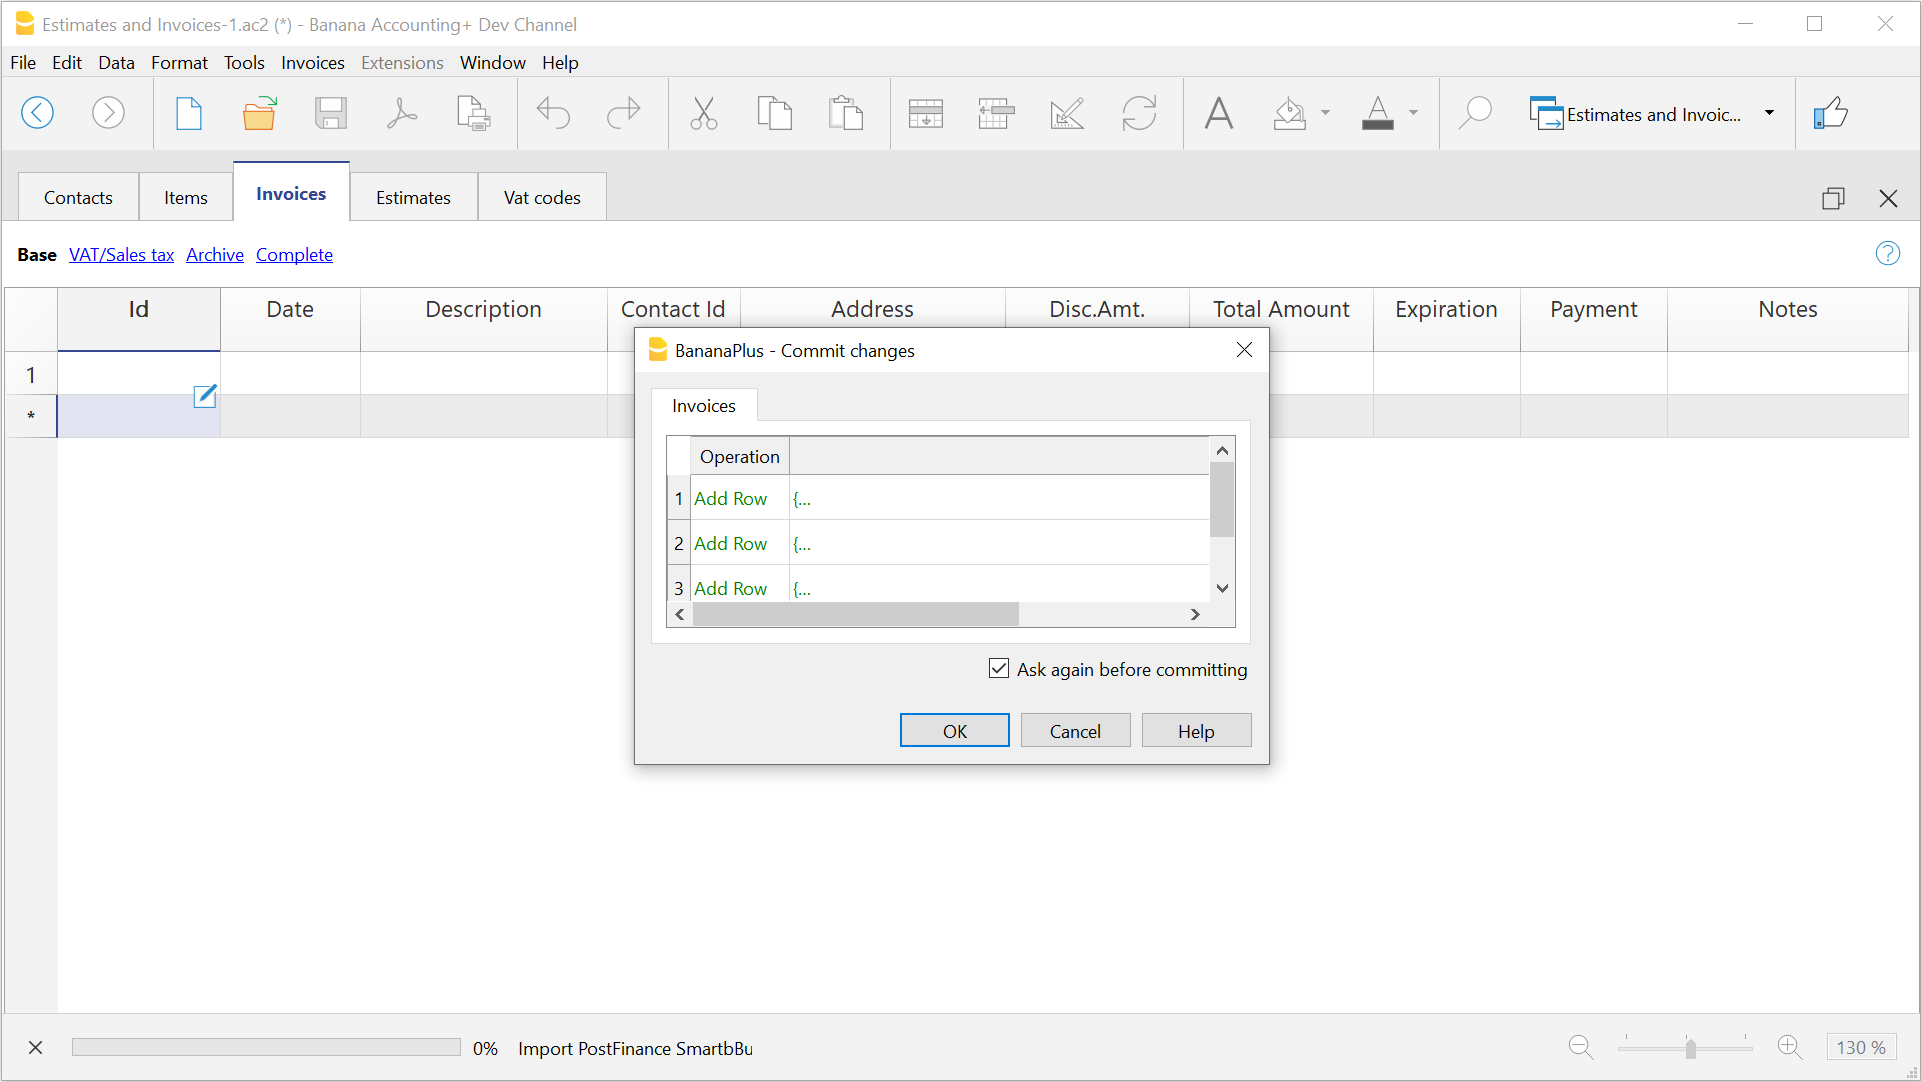 Estimates and Invoices-1.ac2 (*) - Banana Accounting+ Dev Channel
File Edit Data Format Tools Invoices Extensions Window Help
Estimates and Invoic...
Contacts Items Invoices Estimates Vat codes
Base VAT/Sales tax Archive Complete
Id Date Description Contact Id Address Disc.Amt. Total Amount Expiration Payment Notes
1
*
BananaPlus - Commit changes
Invoices
Operation
1 Add Row {...
2 Add Row {...
3 Add Row {...
Ask again before committing
OK Cancel Help
0% Import PostFinance SmartbBu
130 %